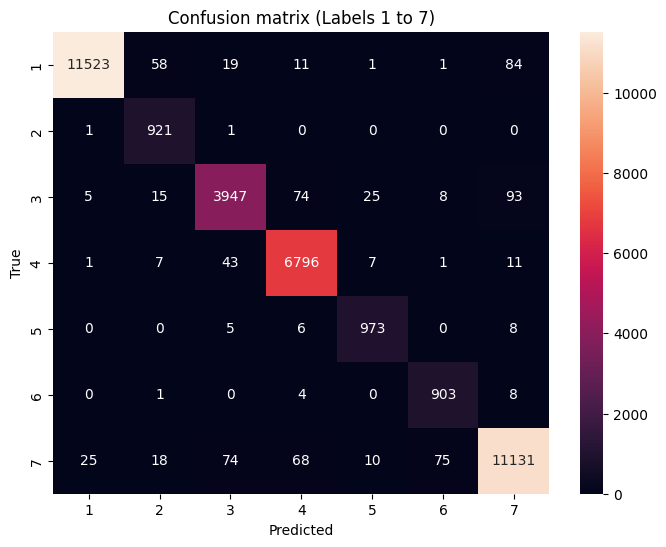 Confusion matrix (Labels 1 to 7)
1 11523 58 19 11 1 1 84
2 1 921 1 0 0 0 0
3 5 15 3947 74 25 8 93
4 1 7 43 6796 7 1 11
5 0 0 5 6 973 0 8
6 0 1 0 4 0 903 8
7 25 18 74 68 10 75 11131
1 2 3 4 5 6 7
Predicted
True
10000
8000
6000
4000
2000
0